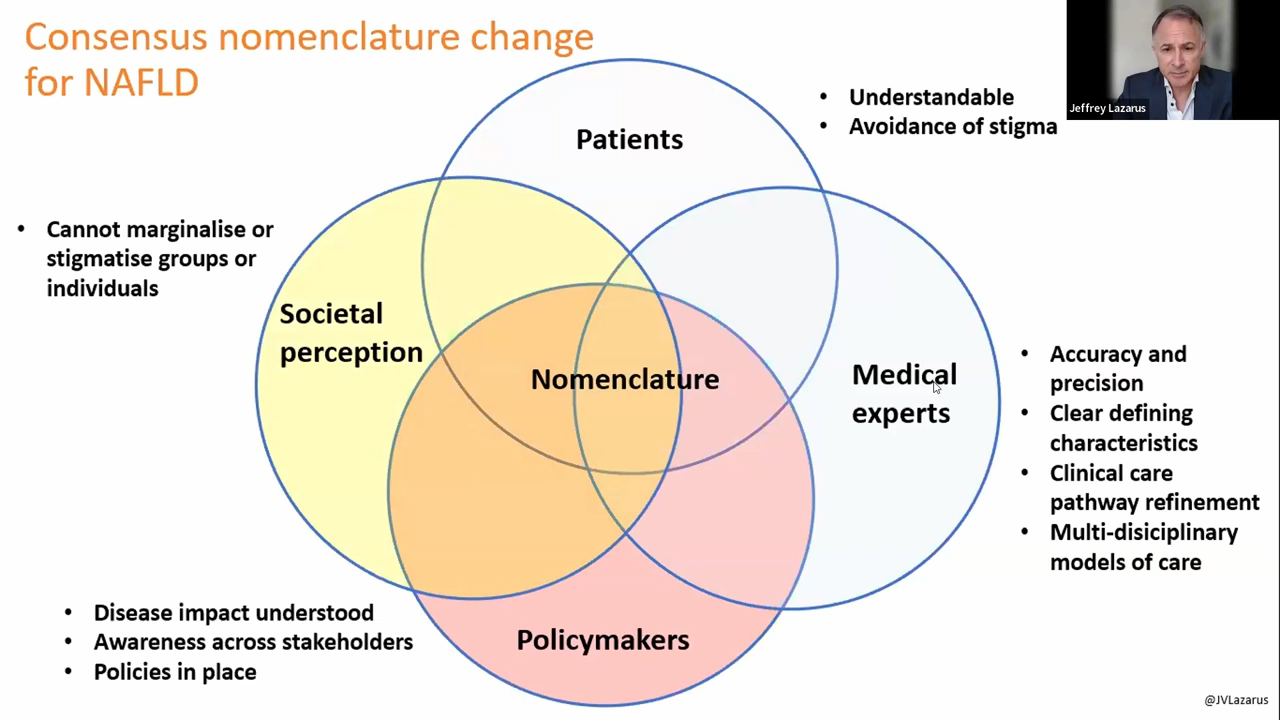 Consensus nomenclature change
for NAFLD
Jeffrey Lazarus
Patients
• Understandable
• Avoidance of stigma
• Cannot marginalise or
stigmatise groups or
individuals
Societal
perception
Nomenclature
Medical
experts
• Accuracy and
precision
• Clear defining
characteristics
• Clinical care
pathway refinement
• Multi-disiciplinary
models of care
• Disease impact understood
• Awareness across stakeholders
• Policies in place
Policymakers
@JVLazarus